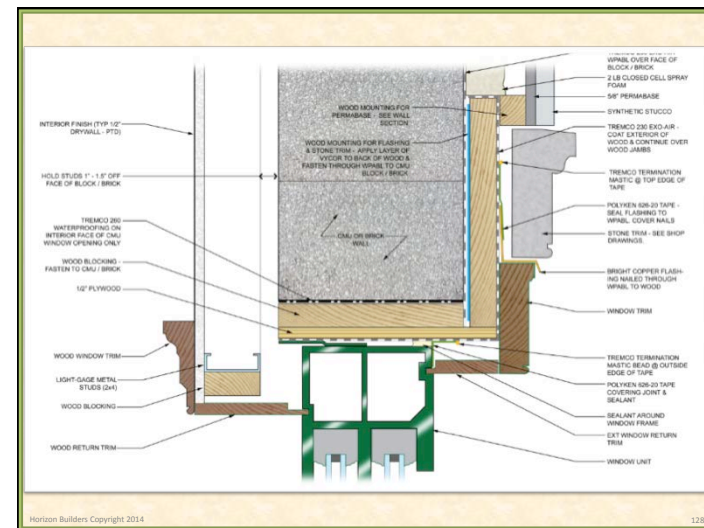 WPABL OVER FACE OF
BLOCK / BRICK
2 LB CLOSED CELL SPRAY
FOAM
5/8" PERMABASE
SYNTHETIC STUCCO
TREMCO 230 EXO-AIR -
COAT EXTERIOR OF
WOOD & CONTINUE OVER
WOOD JAMBS
TREMCO TERMINATION
MASTIC @ TOP EDGE OF
TAPE
POLYKEN 626-20 TAPE -
SEAL FLASHING TO
WPABL. COVER NAILS
STONE TRIM - SEE SHOP
DRAWINGS.
BRIGHT COPPER FLASH-
ING NAILED THROUGH
WPABL TO WOOD
WINDOW TRIM
TREMCO TERMINATION
MASTIC BEAD @ OUTSIDE
EDGE OF TAPE
POLYKEN 626-20 TAPE
COVERING JOINT &
SEALANT
SEALANT AROUND
WINDOW FRAME
EXT WINDOW RETURN
TRIM
WINDOW UNIT
WOOD MOUNTING FOR
PERMABASE - SEE WALL
SECTION
WOOD MOUNTING FOR FLASHING
& STONE TRIM - APPLY LAYER OF
VYCOR TO BACK OF WOOD &
FASTEN THROUGH WPABL TO CMU
BLOCK / BRICK
CMU OR BRICK
WALL
INTERIOR FINISH (TYP 1/2"
DRYWALL - PTD)
HOLD STUDS 1" - 1.5" OFF
FACE OF BLOCK / BRICK
TREMCO 260
WATERPROOFING ON
INTERIOR FACE OF CMU
WINDOW OPENING ONLY
WOOD BLOCKING -
FASTEN TO CMU / BRICK
1/2" PLYWOOD
WOOD WINDOW TRIM
LIGHT-GAGE METAL
STUDS (2x4)
WOOD BLOCKING
WOOD RETURN TRIM
Horizon Builders Copyright 2014
128